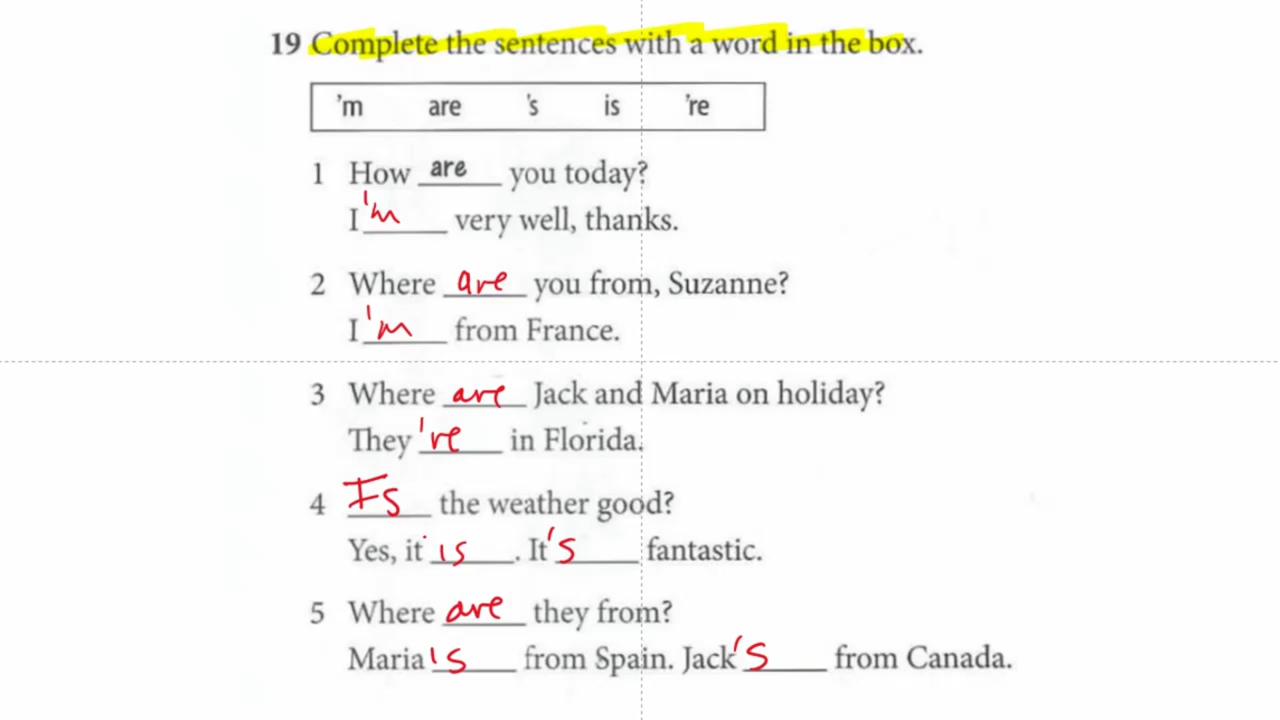 19 Complete the sentences with a word in the box.
’m are ’s is ’re
1 How are you today?
I 'm very well, thanks.
2 Where are you from, Suzanne?
I 'm from France.
3 Where are Jack and Maria on holiday?
They 're in Florida.
4 Is the weather good?
Yes, it is. It 's fantastic.
5 Where are they from?
Maria 's from Spain. Jack 's from Canada.